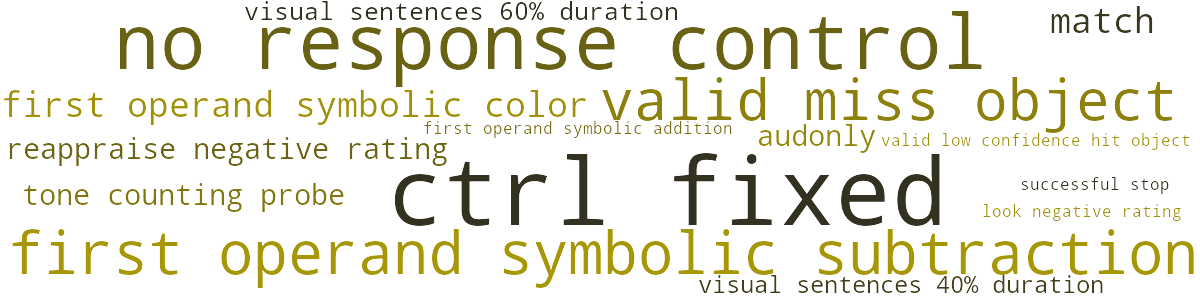 visual sentences 60% duration
match
no response control
first operand symbolic color
valid miss object
first operand symbolic addition
audonly
valid low confidence hit object
reappraise negative rating
ctrl fixed
tone counting probe
successful stop
look negative rating
first operand symbolic subtraction
visual sentences 40% duration